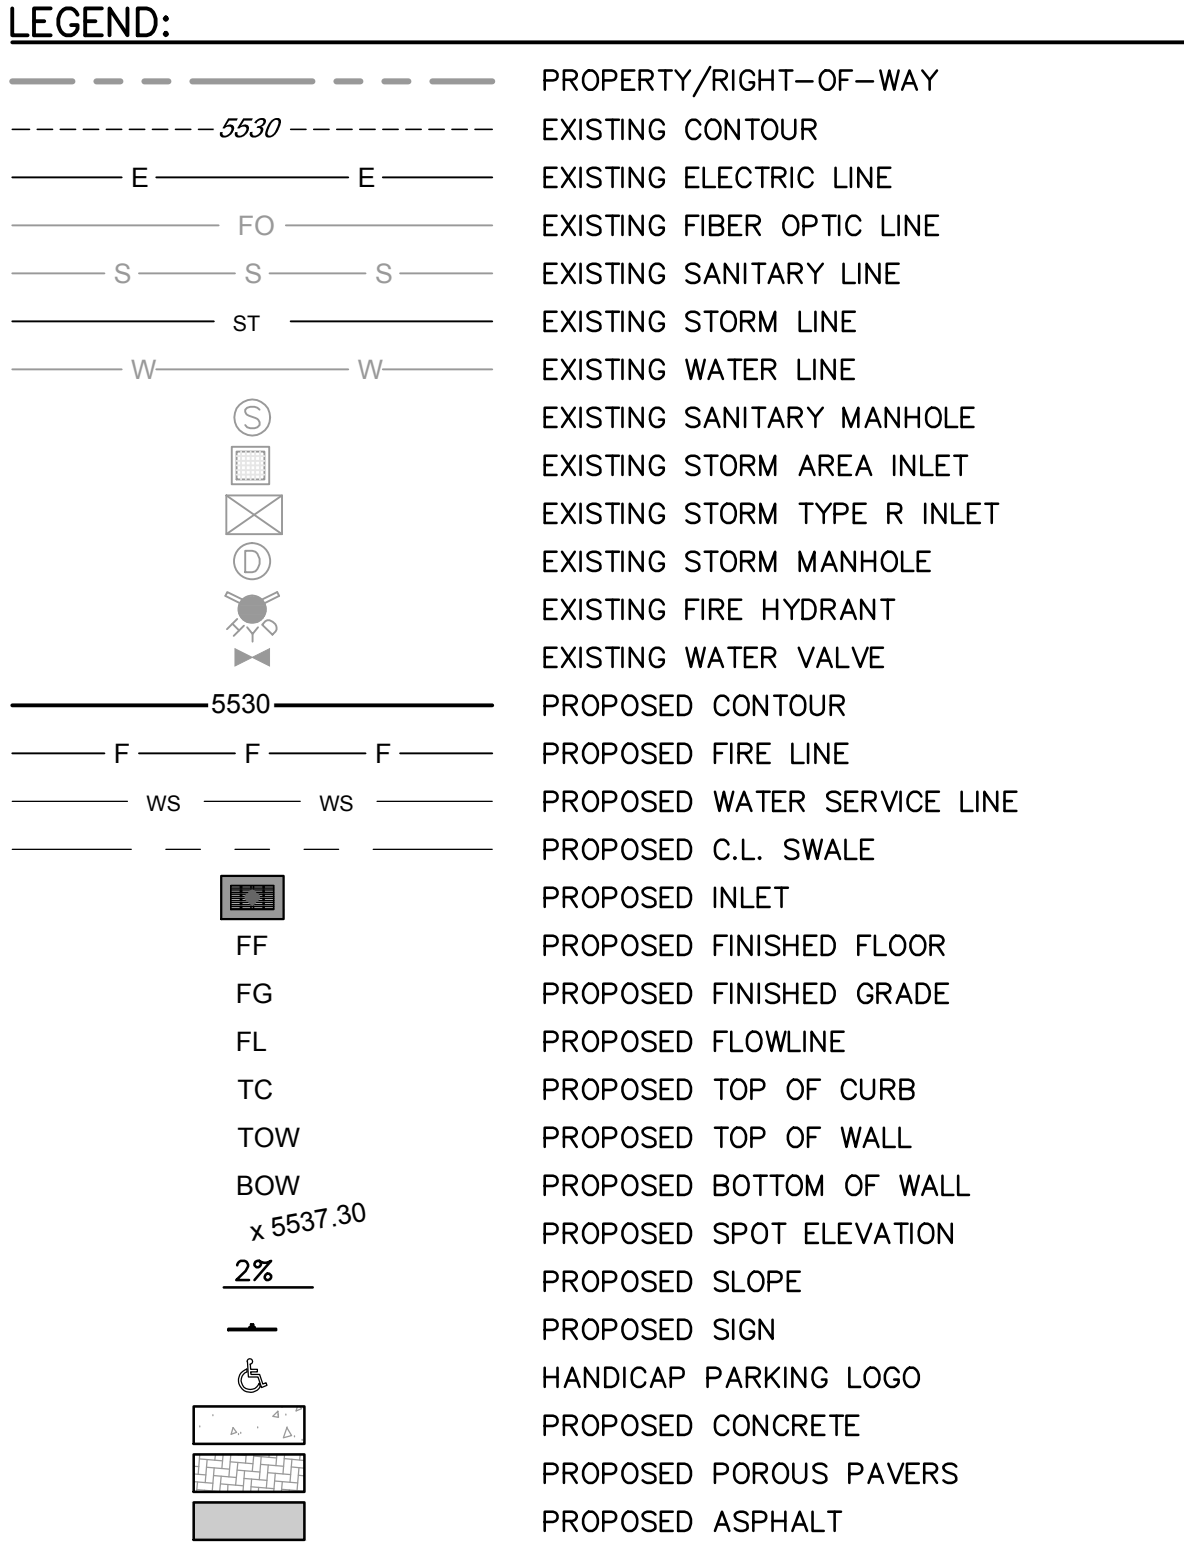 LEGEND:
PROPERTY/RIGHT-OF-WAY
5530 EXISTING CONTOUR
E E EXISTING ELECTRIC LINE
FO EXISTING FIBER OPTIC LINE
S S S EXISTING SANITARY LINE
ST EXISTING STORM LINE
W W EXISTING WATER LINE
S EXISTING SANITARY MANHOLE
EXISTING STORM AREA INLET
EXISTING STORM TYPE R INLET
D EXISTING STORM MANHOLE
HYD EXISTING FIRE HYDRANT
EXISTING WATER VALVE
5530 PROPOSED CONTOUR
F F F PROPOSED FIRE LINE
WS WS PROPOSED WATER SERVICE LINE
PROPOSED C.L. SWALE
PROPOSED INLET
FF PROPOSED FINISHED FLOOR
FG PROPOSED FINISHED GRADE
FL PROPOSED FLOWLINE
TC PROPOSED TOP OF CURB
TOW PROPOSED TOP OF WALL
BOW PROPOSED BOTTOM OF WALL
x 5537.30 PROPOSED SPOT ELEVATION
2% PROPOSED SLOPE
PROPOSED SIGN
HANDICAP PARKING LOGO
PROPOSED CONCRETE
PROPOSED POROUS PAVERS
PROPOSED ASPHALT